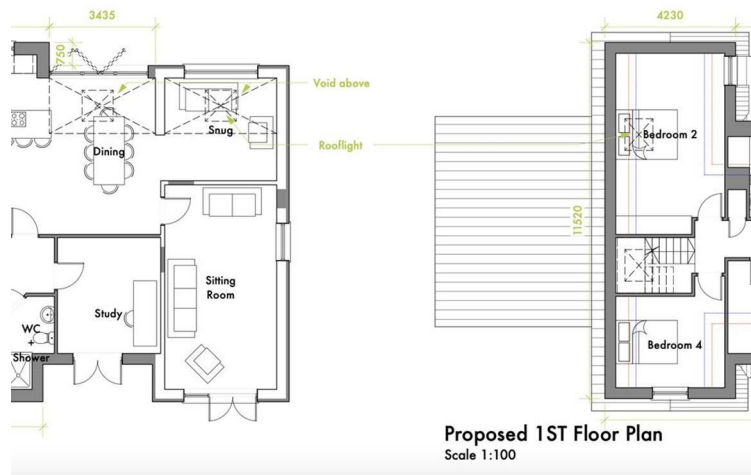 3435
4230
750
Void above
Snug
Rooflight
Dining
Bedroom 2
11520
Sitting
Room
Study
WC
+
Shower
Bedroom 4
Proposed 1ST Floor Plan
Scale 1:100